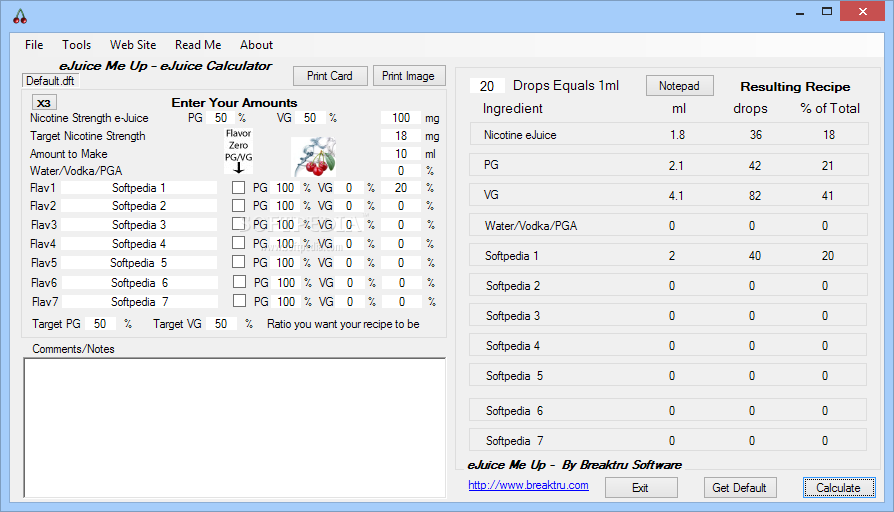 File Tools Web Site Read Me About
eJuice Me Up - eJuice Calculator
Default.dft
Print Card Print Image
X3 Enter Your Amounts
Nicotine Strength e-Juice PG 50 % VG 50 % 100 mg
Target Nicotine Strength 18 mg
Flavor
Zero
PG/VG
Amount to Make 10 ml
Water/Vodka/PGA 0 %
Flav1 Softpedia 1 PG 100 % VG 0 % 20 %
Flav2 Softpedia 2 PG 100 % VG 0 % 0 %
Flav3 Softpedia 3 PG 100 % VG 0 % 0 %
Flav4 Softpedia 4 PG 100 % VG 0 % 0 %
Flav5 Softpedia 5 PG 100 % VG 0 % 0 %
Flav6 Softpedia 6 PG 100 % VG 0 % 0 %
Flav7 Softpedia 7 PG 100 % VG 0 % 0 %
Target PG 50 % Target VG 50 % Ratio you want your recipe to be
Comments/Notes
20 Drops Equals 1ml Notepad Resulting Recipe
Ingredient ml drops % of Total
Nicotine eJuice 1.8 36 18
PG 2.1 42 21
VG 4.1 82 41
Water/Vodka/PGA 0 0 0
Softpedia 1 2 40 20
Softpedia 2 0 0 0
Softpedia 3 0 0 0
Softpedia 4 0 0 0
Softpedia 5 0 0 0
Softpedia 6 0 0 0
Softpedia 7 0 0 0
eJuice Me Up - By Breaktru Software
http://www.breaktru.com Exit Get Default Calculate